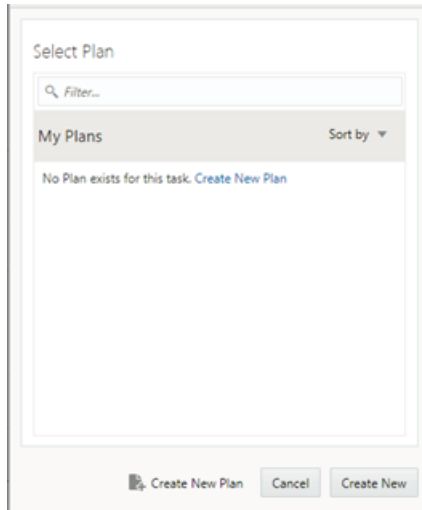 Select Plan
Filter...
My Plans Sort by
No Plan exists for this task. Create New Plan
Create New Plan Cancel Create New